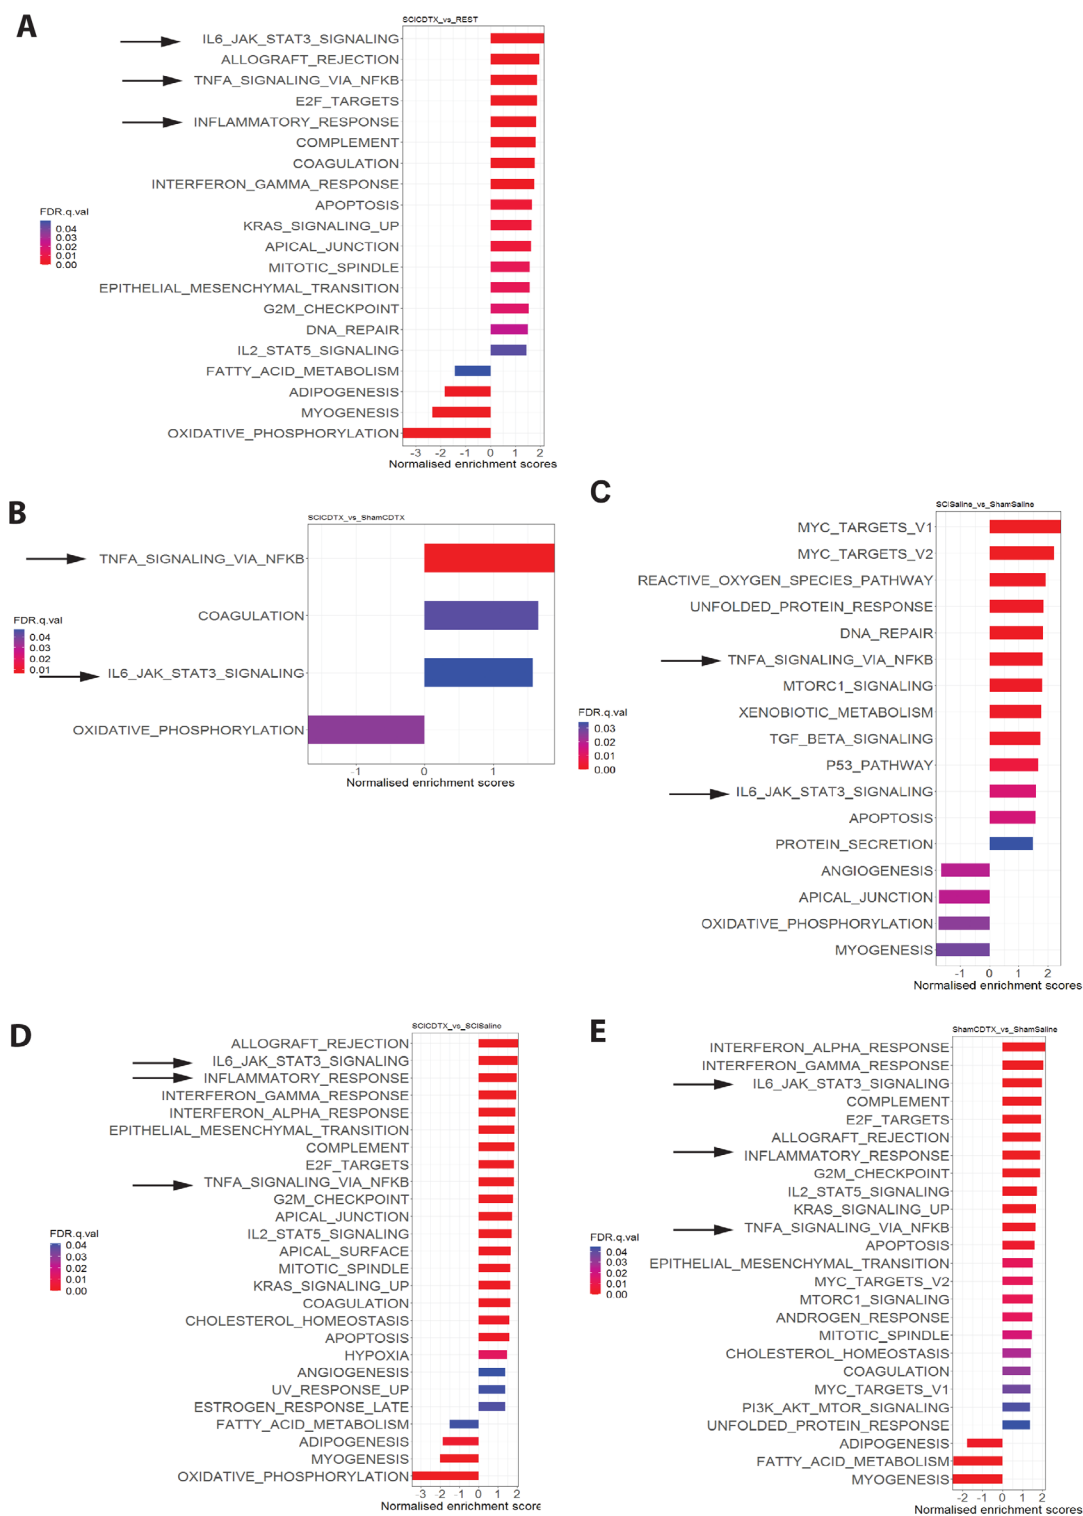 A
SCICDTX_vs_REST
IL6_JAK_STAT3_SIGNALING
ALLOGRAFT_REJECTION
TNFA_SIGNALING_VIA_NFKB
E2F_TARGETS
INFLAMMATORY_RESPONSE
COMPLEMENT
COAGULATION
INTERFERON_GAMMA_RESPONSE
APOPTOSIS
KRAS_SIGNALING_UP
APICAL_JUNCTION
MITOTIC_SPINDLE
EPITHELIAL_MESENCHYMAL_TRANSITION
G2M_CHECKPOINT
DNA_REPAIR
IL2_STAT5_SIGNALING
FATTY_ACID_METABOLISM
ADIPOGENESIS
MYOGENESIS
OXIDATIVE_PHOSPHORYLATION
FDR.q.val
0.04
0.03
0.02
0.01
0.00
-3 -2 -1 0 1 2
Normalised enrichment scores
B
SCICDTX_vs_ShamCDTX
TNFA_SIGNALING_VIA_NFKB
COAGULATION
IL6_JAK_STAT3_SIGNALING
OXIDATIVE_PHOSPHORYLATION
FDR.q.val
0.04
0.03
0.02
0.01
-1 0 1
Normalised enrichment scores
C
SCISaline_vs_ShamSaline
MYC_TARGETS_V1
MYC_TARGETS_V2
REACTIVE_OXYGEN_SPECIES_PATHWAY
UNFOLDED_PROTEIN_RESPONSE
DNA_REPAIR
TNFA_SIGNALING_VIA_NFKB
MTORC1_SIGNALING
XENOBIOTIC_METABOLISM
TGF_BETA_SIGNALING
P53_PATHWAY
IL6_JAK_STAT3_SIGNALING
APOPTOSIS
PROTEIN_SECRETION
ANGIOGENESIS
APICAL_JUNCTION
OXIDATIVE_PHOSPHORYLATION
MYOGENESIS
FDR.q.val
0.03
0.02
0.01
0.00
-1 0 1 2
Normalised enrichment scores
D
SCICDTX_vs_SCISaline
ALLOGRAFT_REJECTION
IL6_JAK_STAT3_SIGNALING
INFLAMMATORY_RESPONSE
INTERFERON_GAMMA_RESPONSE
INTERFERON_ALPHA_RESPONSE
EPITHELIAL_MESENCHYMAL_TRANSITION
COMPLEMENT
E2F_TARGETS
TNFA_SIGNALING_VIA_NFKB
G2M_CHECKPOINT
APICAL_JUNCTION
IL2_STAT5_SIGNALING
APICAL_SURFACE
MITOTIC_SPINDLE
KRAS_SIGNALING_UP
COAGULATION
CHOLESTEROL_HOMEOSTASIS
APOPTOSIS
HYPOXIA
ANGIOGENESIS
UV_RESPONSE_UP
ESTROGEN_RESPONSE_LATE
FATTY_ACID_METABOLISM
ADIPOGENESIS
MYOGENESIS
OXIDATIVE_PHOSPHORYLATION
FDR.q.val
0.04
0.03
0.02
0.01
0.00
-3 -2 -1 0 1 2
Normalised enrichment score
E
ShamCDTX_vs_ShamSaline
INTERFERON_ALPHA_RESPONSE
INTERFERON_GAMMA_RESPONSE
IL6_JAK_STAT3_SIGNALING
COMPLEMENT
E2F_TARGETS
ALLOGRAFT_REJECTION
INFLAMMATORY_RESPONSE
G2M_CHECKPOINT
IL2_STAT5_SIGNALING
KRAS_SIGNALING_UP
TNFA_SIGNALING_VIA_NFKB
APOPTOSIS
EPITHELIAL_MESENCHYMAL_TRANSITION
MYC_TARGETS_V2
MTORC1_SIGNALING
ANDROGEN_RESPONSE
MITOTIC_SPINDLE
CHOLESTEROL_HOMEOSTASIS
COAGULATION
MYC_TARGETS_V1
PI3K_AKT_MTOR_SIGNALING
UNFOLDED_PROTEIN_RESPONSE
ADIPOGENESIS
FATTY_ACID_METABOLISM
MYOGENESIS
FDR.q.val
0.04
0.03
0.02
0.01
0.00
-2 -1 0 1 2
Normalised enrichment scores